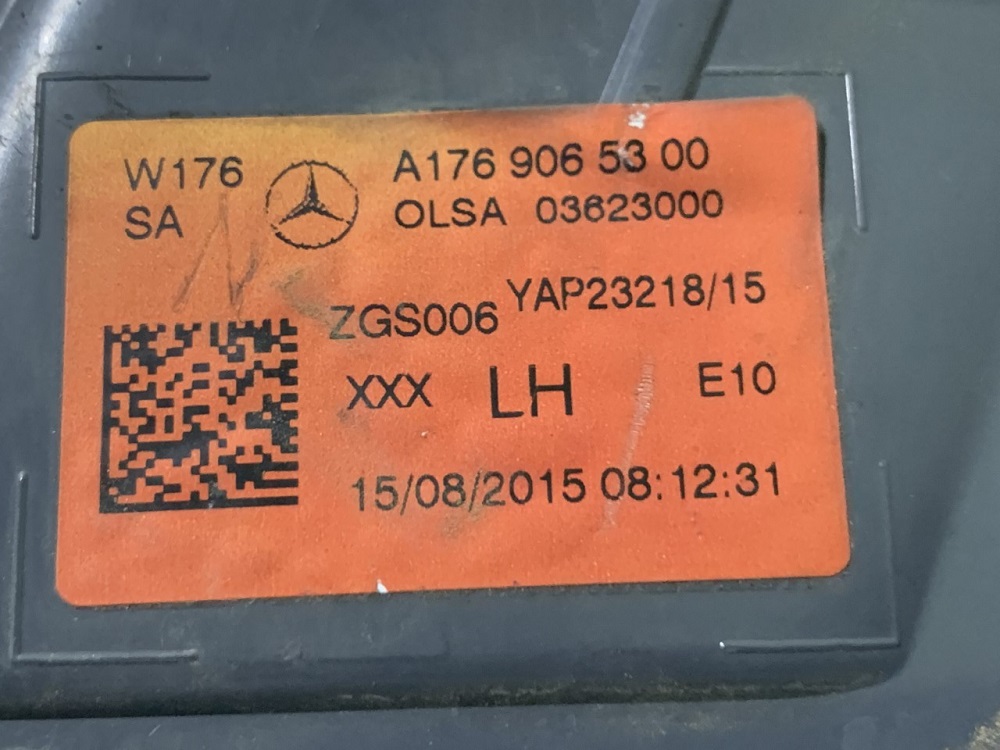 W176
A176 906 53 00
SA
OLSA 03623000
ZGS006
YAP23218/15
XXX LH E10
15/08/2015 08:12:31